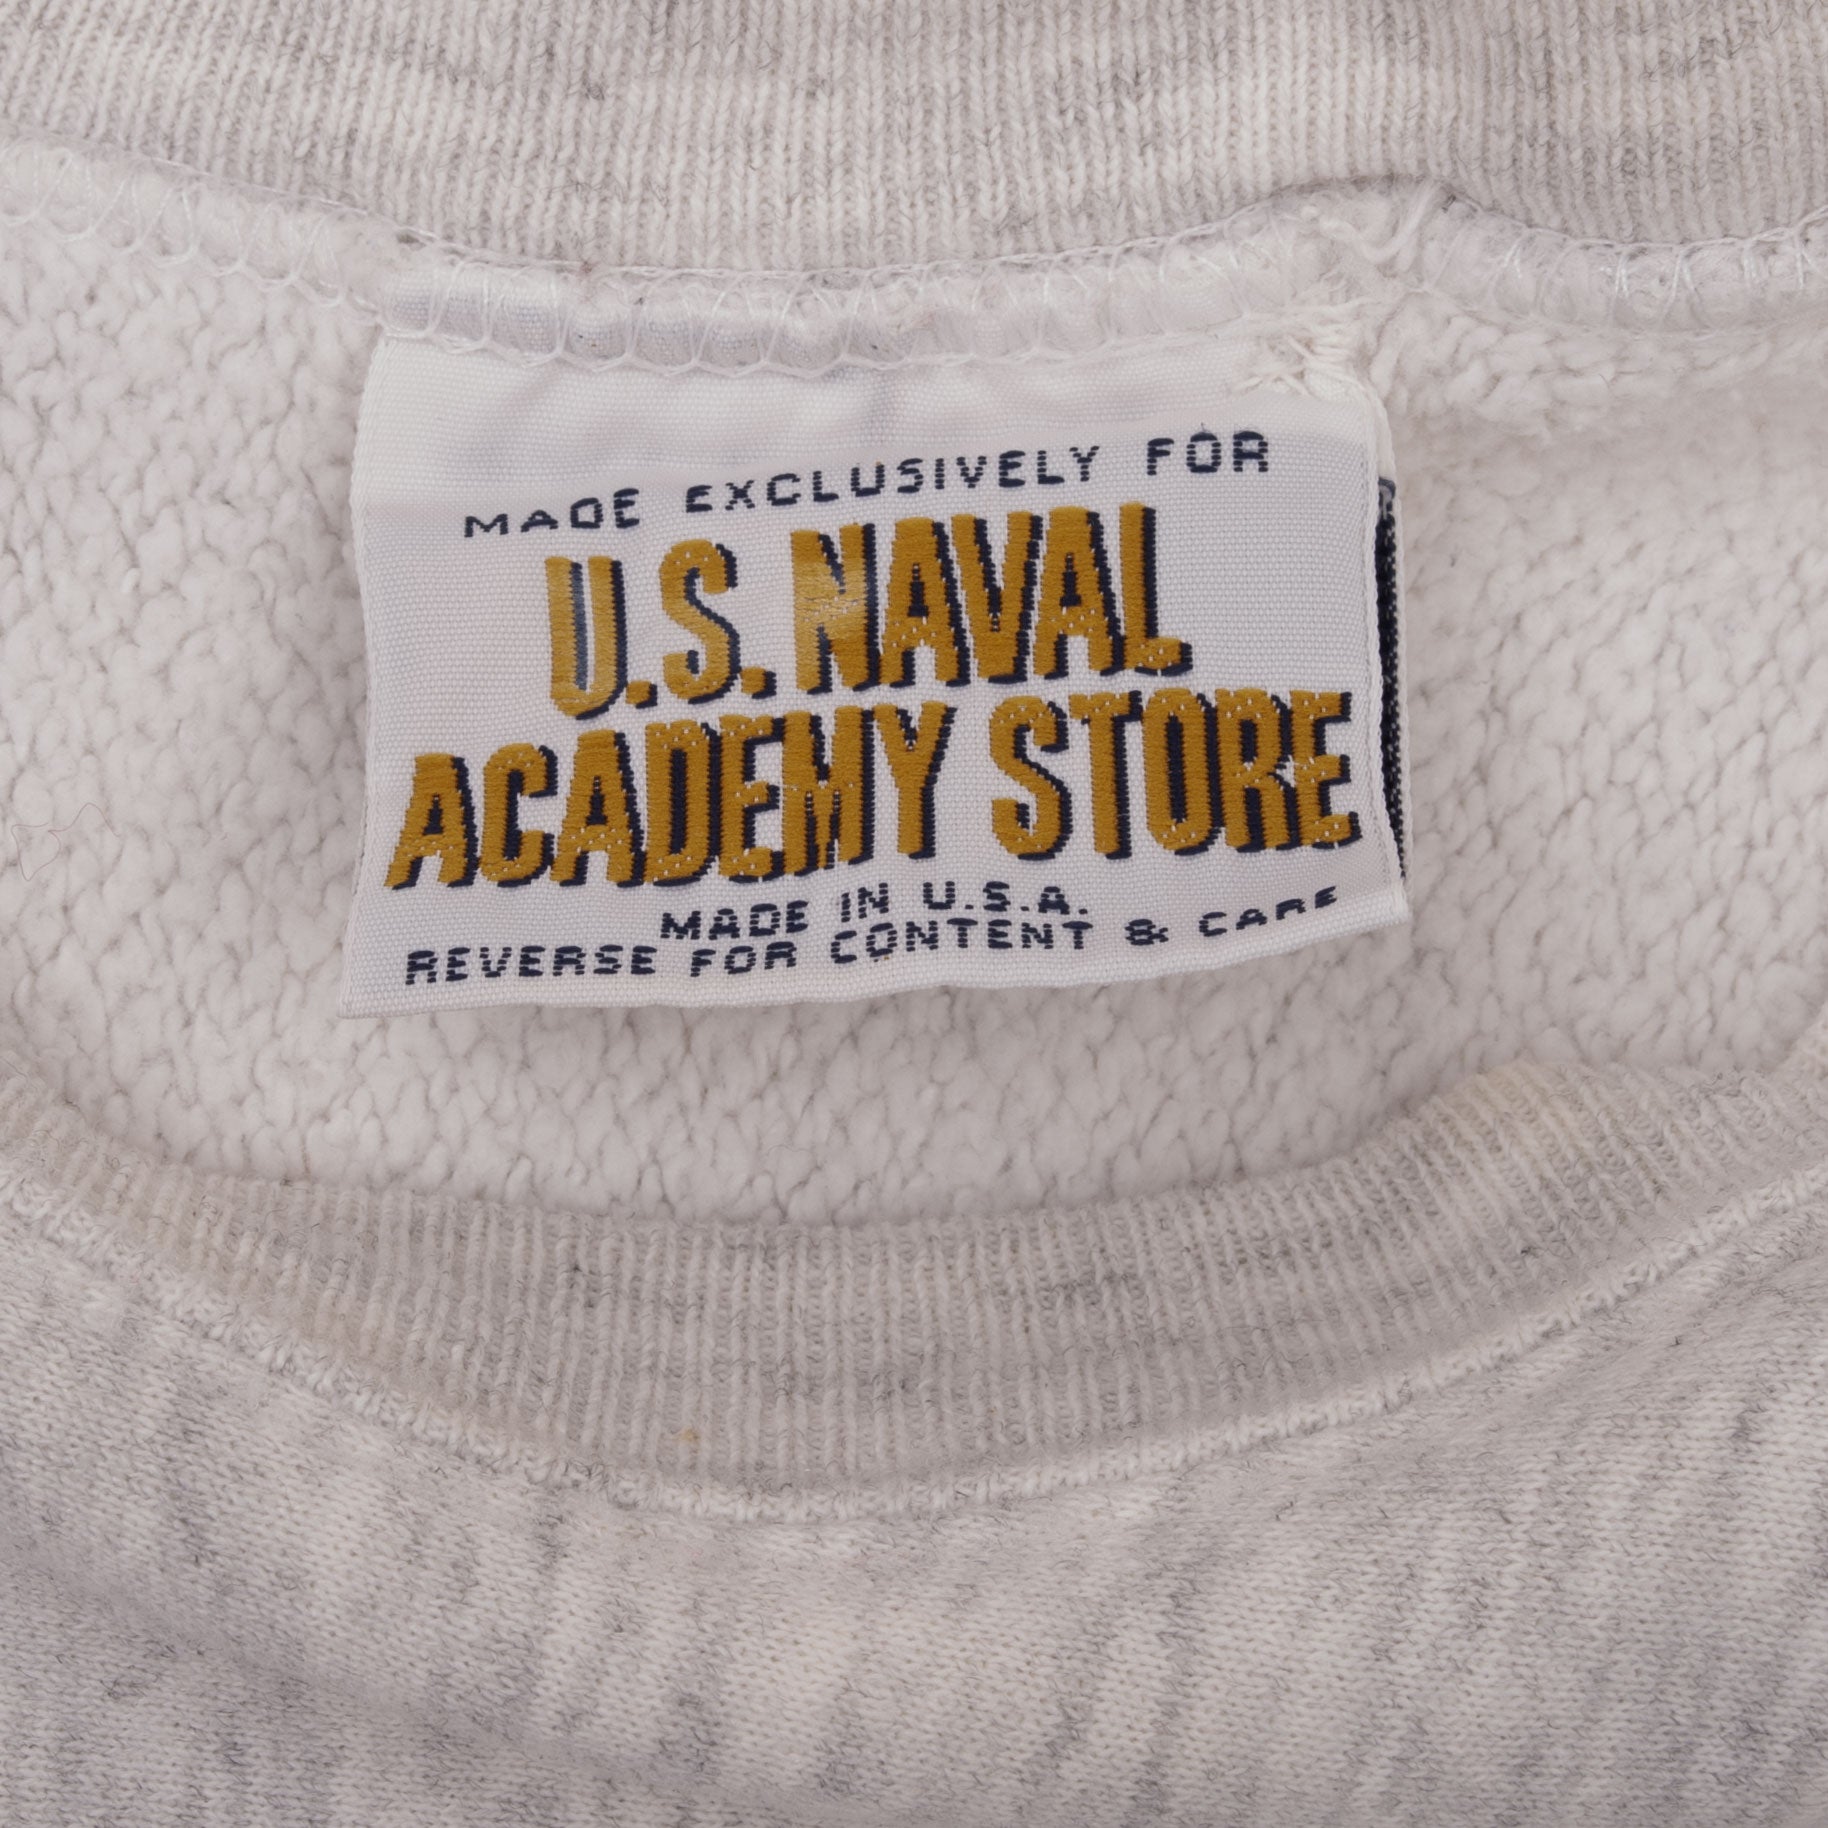 MADE EXCLUSIVELY FOR
U.S. NAVAL
ACADEMY STORE
MADE IN U.S.A.
REVERSE FOR CONTENT & CARE